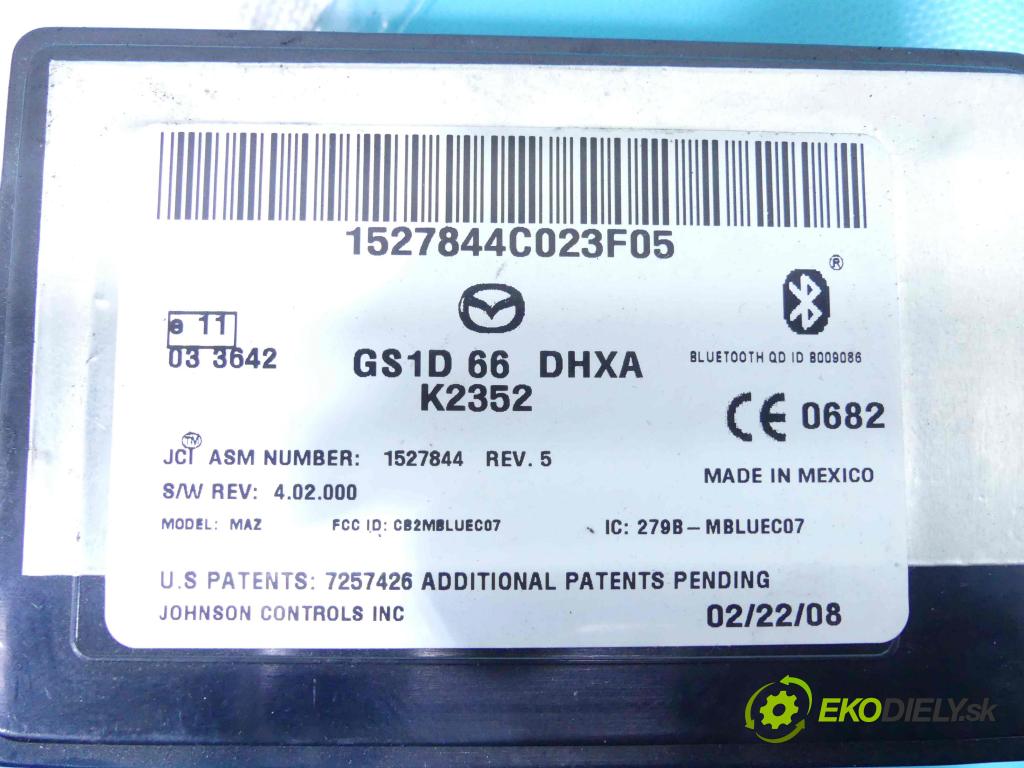 1527844C023F05
®
e 11
03 3642
GS1D 66 DHXA
K2352
BLUETOOTH QD ID B009086
CE 0682
JCI™ ASM NUMBER: 1527844 REV. 5
MADE IN MEXICO
S/W REV: 4.02.000
MODEL: MAZ FCC ID: CB2MBLUEC07 IC: 279B-MBLUEC07
U.S PATENTS: 7257426 ADDITIONAL PATENTS PENDING
JOHNSON CONTROLS INC 02/22/08
EKODIELY.sk